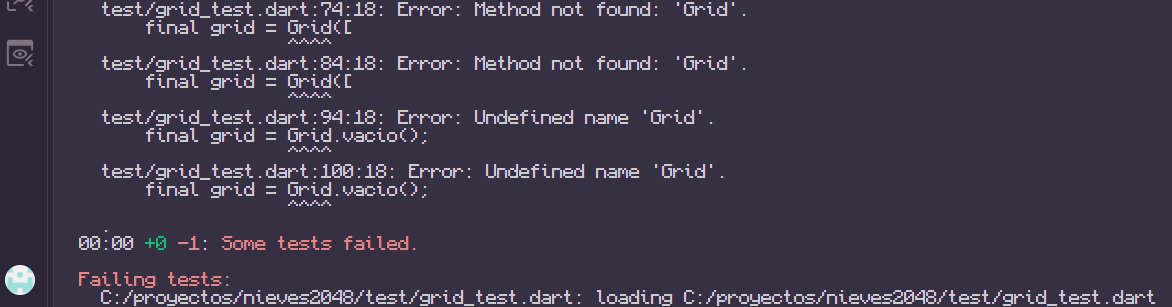 test/grid_test.dart:74:18: Error: Method not found: 'Grid'.
final grid = Grid([
^^^^
test/grid_test.dart:84:18: Error: Method not found: 'Grid'.
final grid = Grid([
^^^^
test/grid_test.dart:94:18: Error: Undefined name 'Grid'.
final grid = Grid.vacio();
^^^^
test/grid_test.dart:100:18: Error: Undefined name 'Grid'.
final grid = Grid.vacio();
^^^^
.
00:00 +0 -1: Some tests failed.
Failing tests:
C:/proyectos/nieves2048/test/grid_test.dart: loading C:/proyectos/nieves2048/test/grid_test.dart